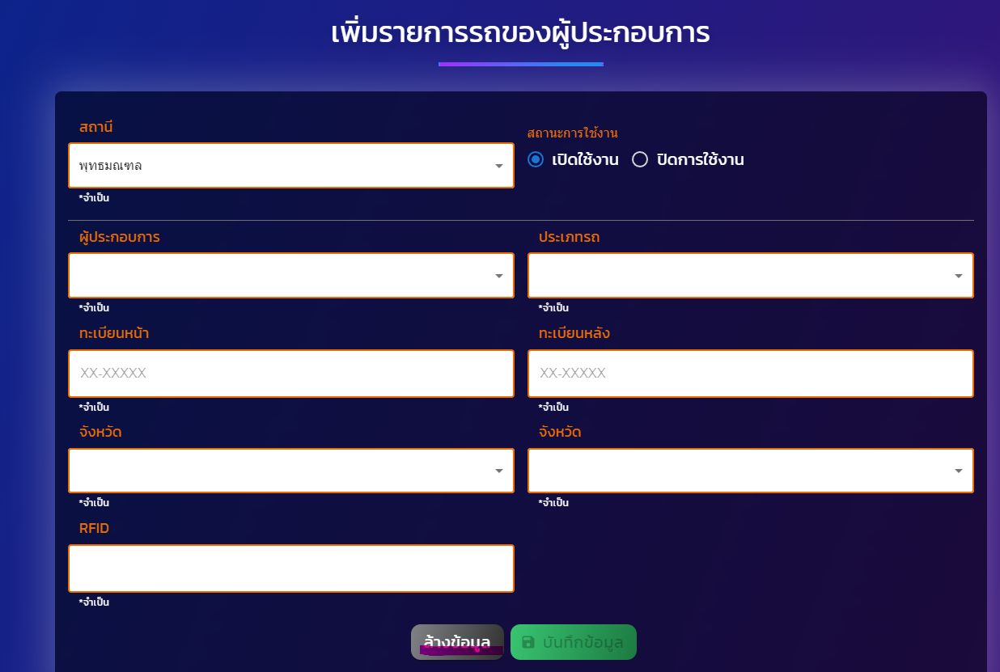 เพิ่มรายการรถของผู้ประกอบการ
สถานี
สถานะการใช้งาน
พุทธมณฑล
เปิดใช้งาน ปิดการใช้งาน
*จำเป็น
ผู้ประกอบการ ประเภทรถ
*จำเป็น *จำเป็น
ทะเบียนหน้า ทะเบียนหลัง
XX-XXXXX XX-XXXXX
*จำเป็น *จำเป็น
จังหวัด จังหวัด
*จำเป็น *จำเป็น
RFID
*จำเป็น
ล้างข้อมูล บันทึกข้อมูล